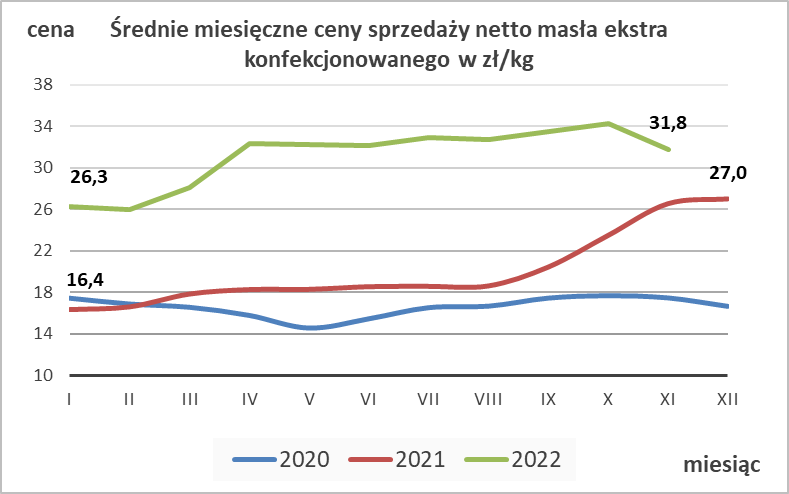 cena
Średnie miesięczne ceny sprzedaży netto masła ekstra
konfekcjonowanego w zł/kg
38
34
30
26
22
18
14
10
26,3
16,4
31,8
27,0
I II III IV V VI VII VIII IX X XI XII
2020 2021 2022
miesiąc